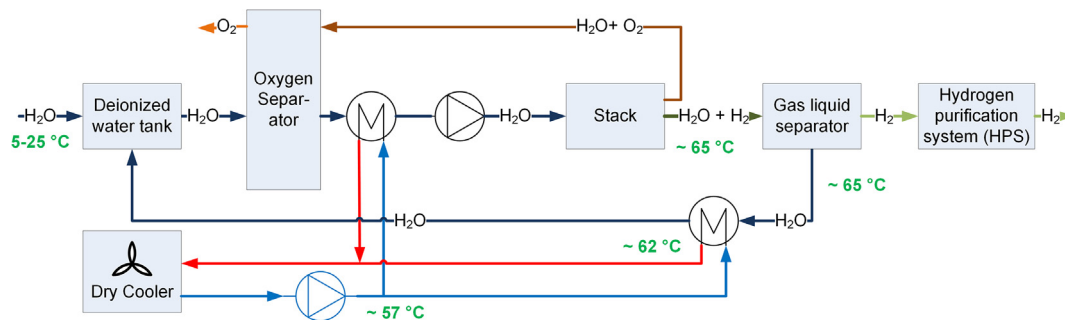 O₂
H₂O+ O₂
H₂O
5-25 °C
Deionized
water tank
H₂O
Oxygen
Separ-
ator
H₂O
Stack
H₂O + H₂
~ 65 °C
Gas liquid
separator
H₂
Hydrogen
purification
system (HPS)
H₂
~ 65 °C
H₂O
H₂O
~ 62 °C
Dry Cooler
~ 57 °C